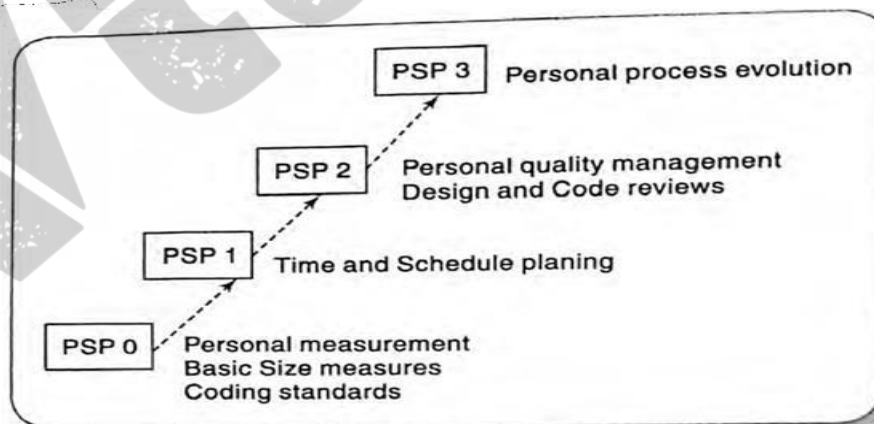 PSP 3 Personal process evolution
PSP 2 Personal quality management
Design and Code reviews
PSP 1 Time and Schedule planing
PSP 0 Personal measurement
Basic Size measures
Coding standards